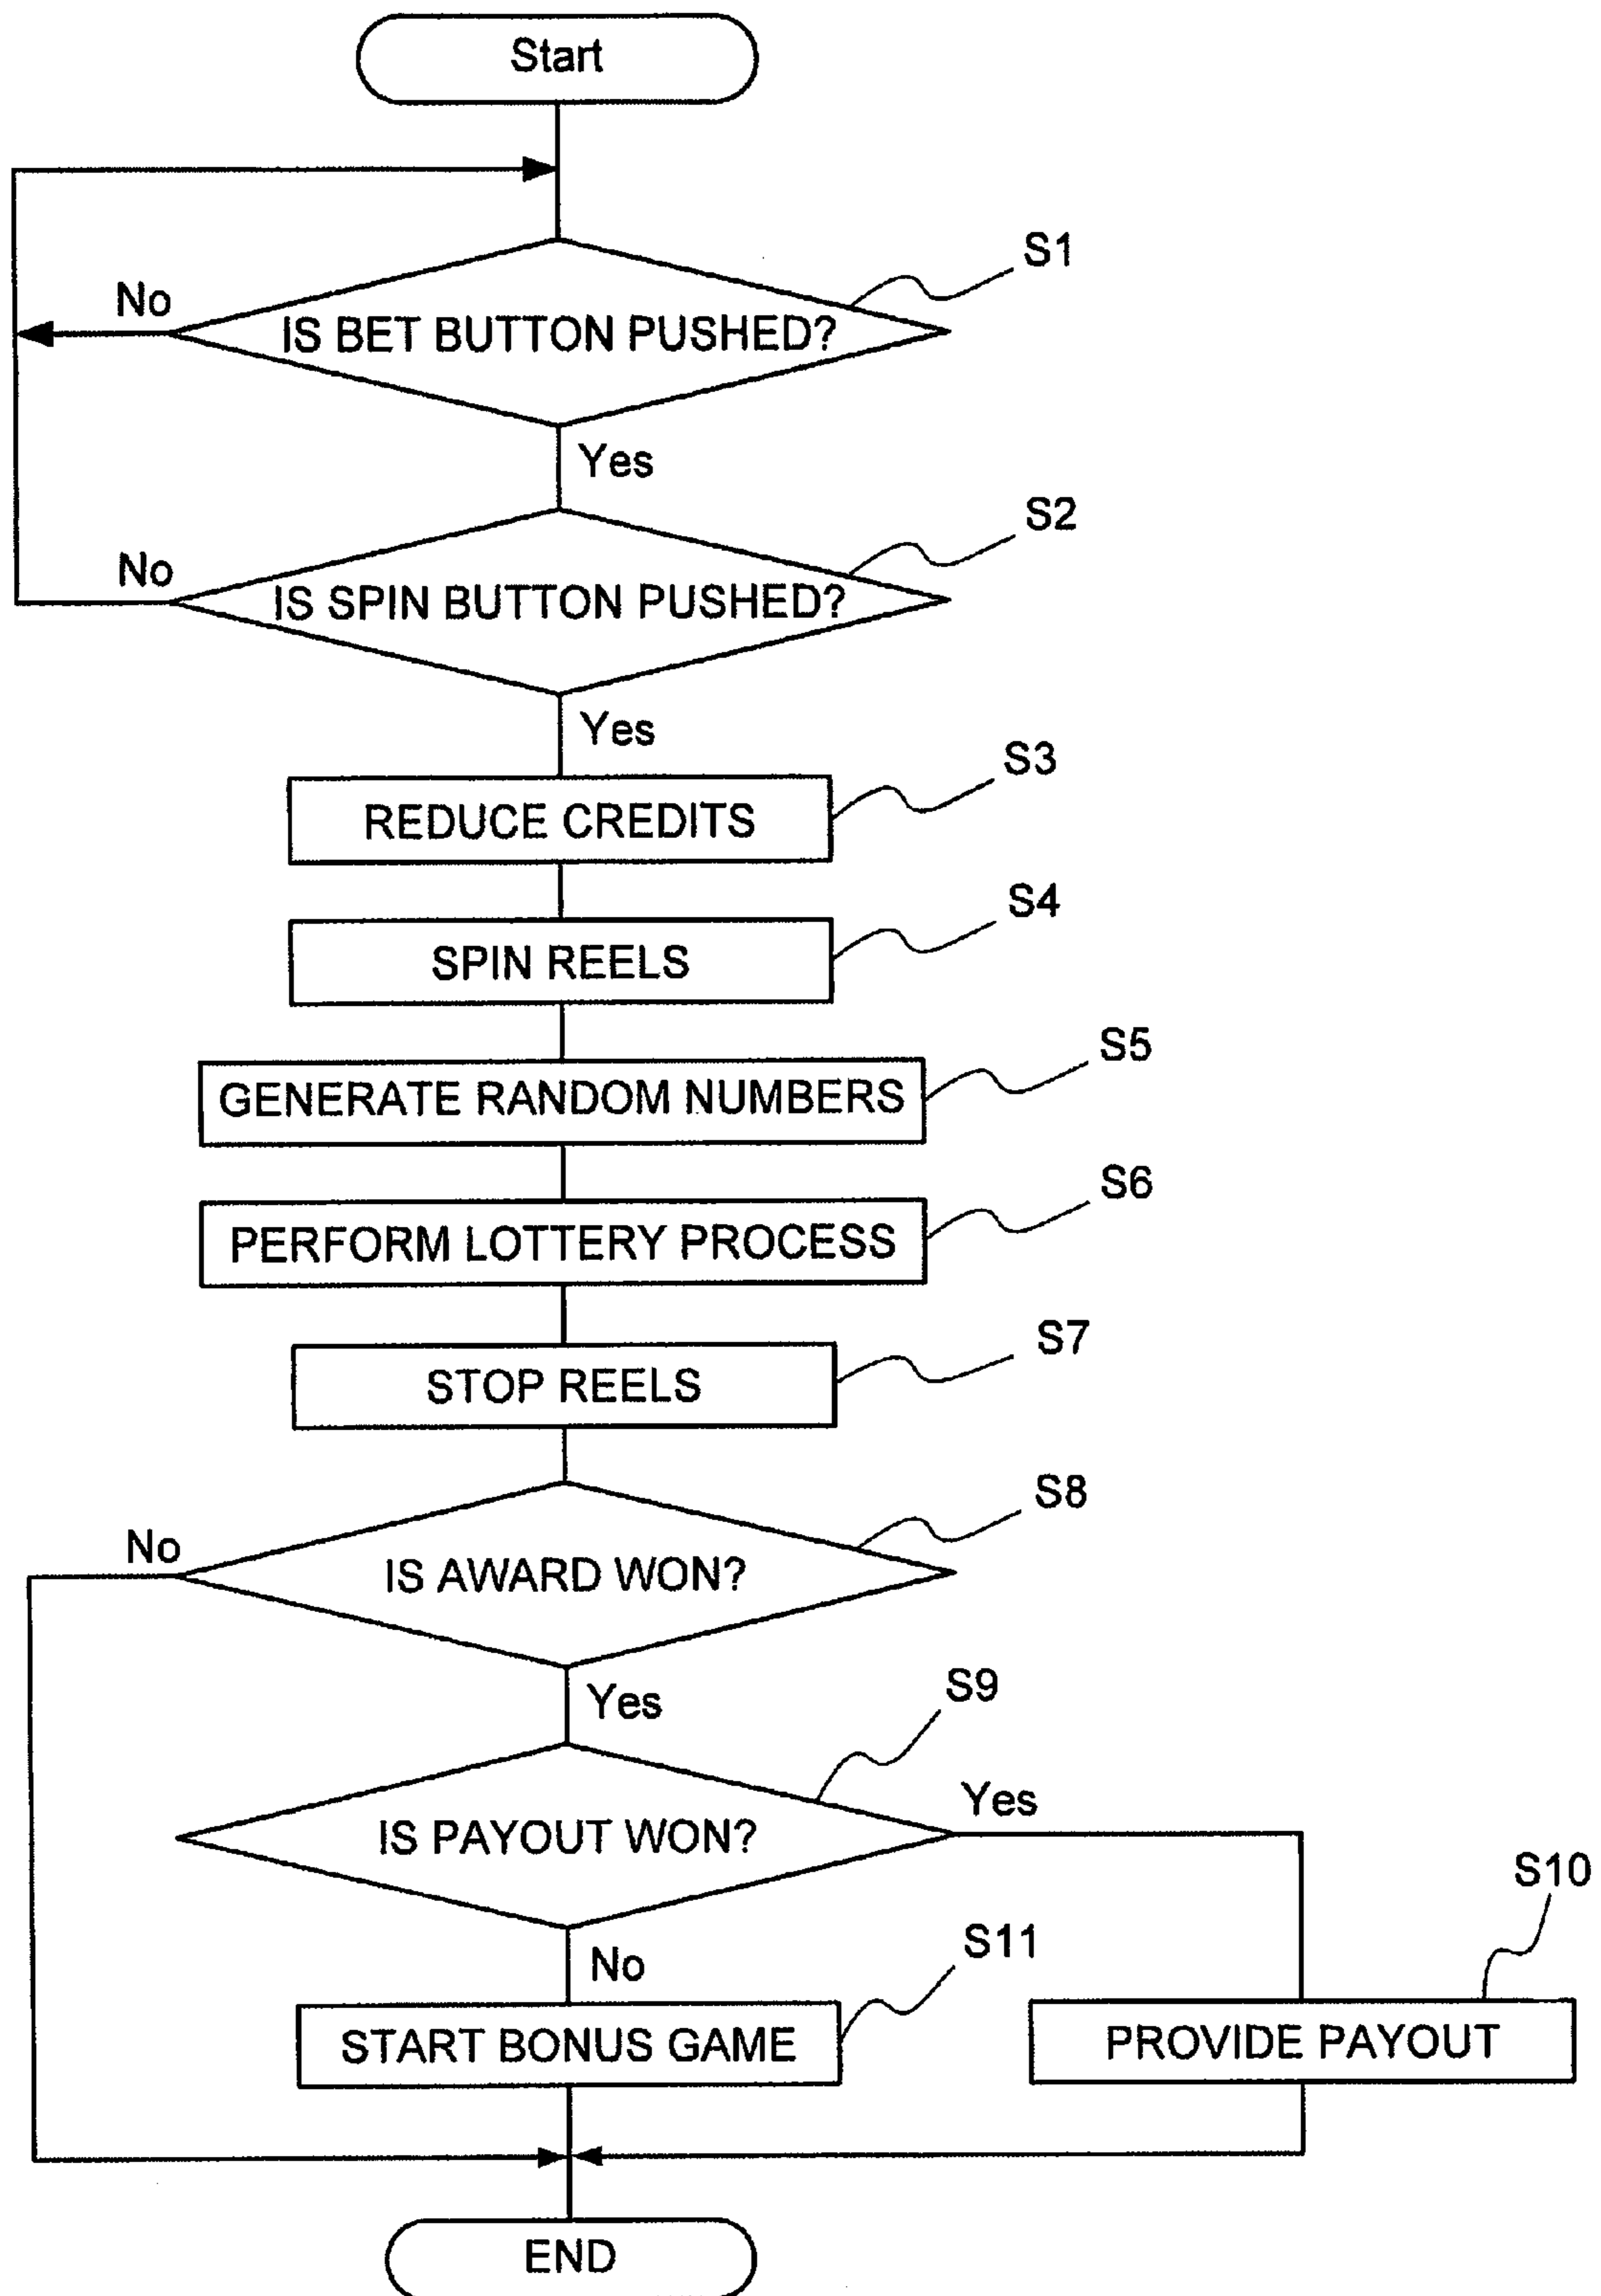 Start
S1
No
IS BET BUTTON PUSHED?
Yes
S2
No
IS SPIN BUTTON PUSHED?
Yes
S3
REDUCE CREDITS
S4
SPIN REELS
S5
GENERATE RANDOM NUMBERS
S6
PERFORM LOTTERY PROCESS
S7
STOP REELS
S8
No
IS AWARD WON?
Yes
S9
Yes
IS PAYOUT WON?
S10
No
S11
START BONUS GAME
PROVIDE PAYOUT
END